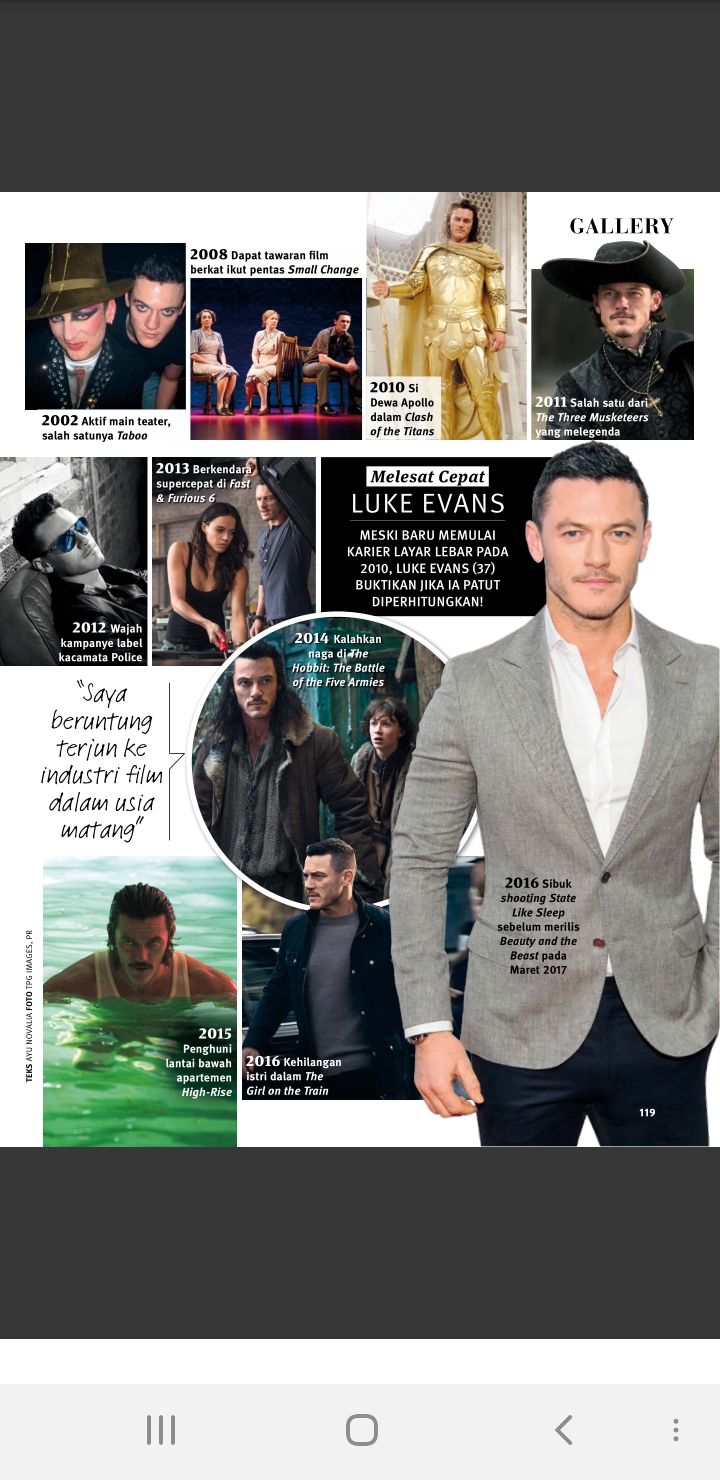 GALLERY
2002 Aktif main teater,
salah satunya Taboo
2008 Dapat tawaran film
berkat ikut pentas Small Change
2010 Si
Dewa Apollo
dalam Clash
of the Titans
2011 Salah satu dari
The Three Musketeers
yang melegenda
2012 Wajah
kampanye label
kacamata Police
2013 Berkendara
supercepat di Fast
& Furious 6
Melesat Cepat
LUKE EVANS
MESKI BARU MEMULAI
KARIER LAYAR LEBAR PADA
2010, LUKE EVANS (37)
BUKTIKAN JIKA IA PATUT
DIPERHITUNGKAN!
2014 Kalahkan
naga di The
Hobbit: The Battle
of the Five Armies
“Saya
beruntung
terjun ke
industri film
dalam usia
matang”
2015
Penghuni
lantai bawah
apartemen
High-Rise
2016 Kehilangan
istri dalam The
Girl on the Train
2016 Sibuk
shooting State
Like Sleep
sebelum merilis
Beauty and the
Beast pada
Maret 2017
TEKS AYU NOVALIA FOTO TPG IMAGES, PR
119